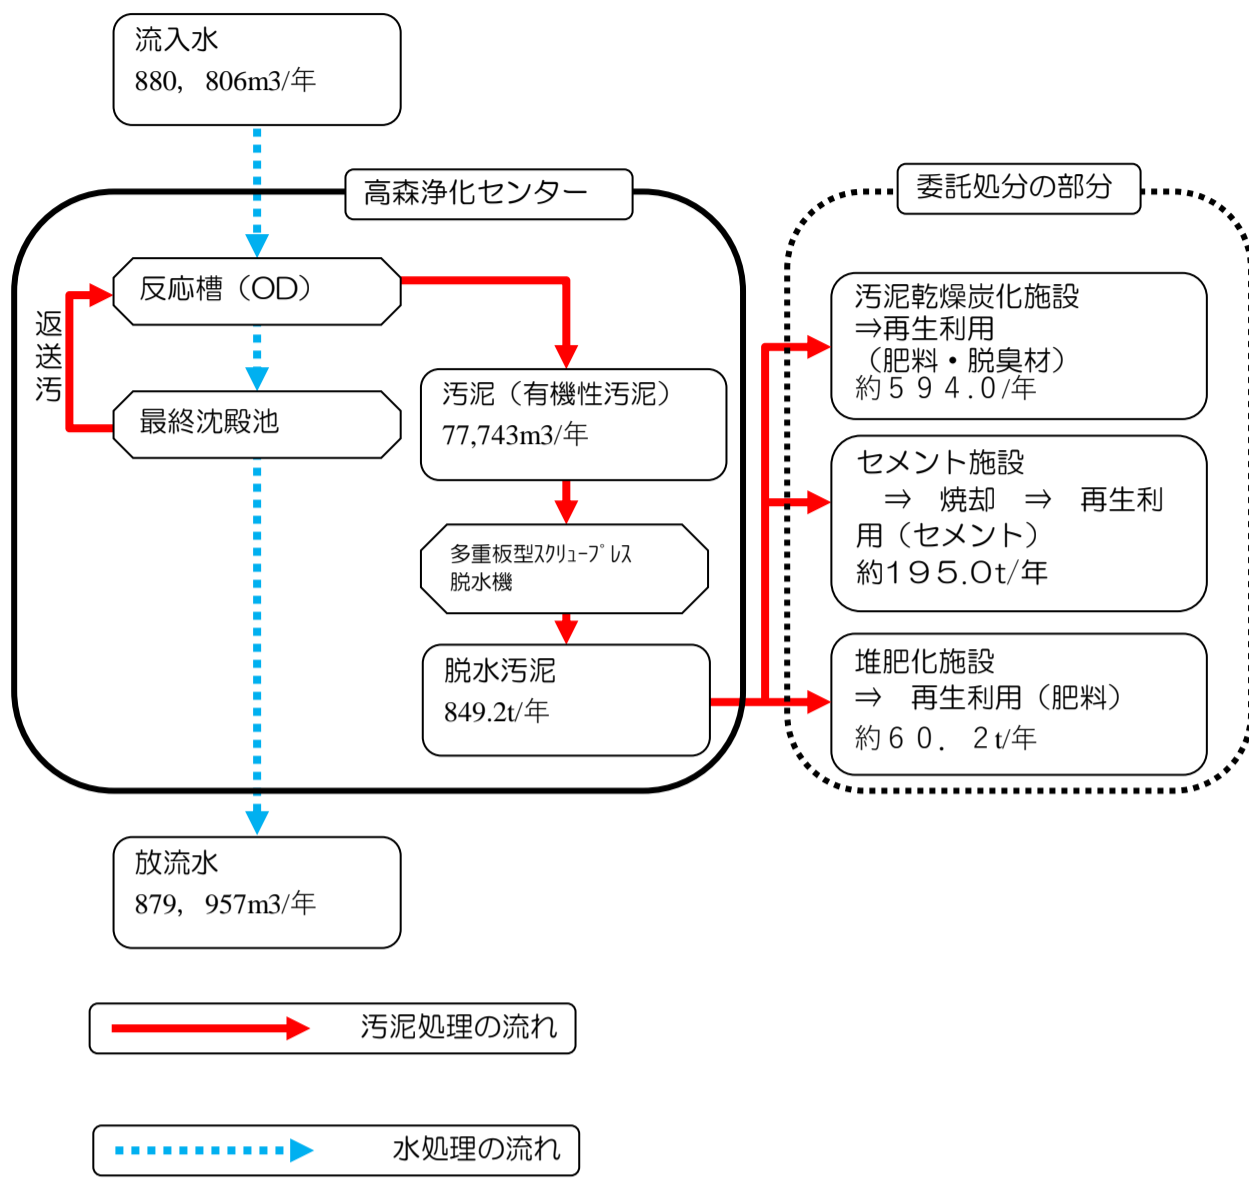 流入水
880, 806m3/年
高森浄化センター
反応槽（OD）
返送汚
最終沈殿池
汚泥（有機性汚泥）
77,743m3/年
多重板型ｽｸﾘｭｰﾌﾟﾚｽ
脱水機
脱水汚泥
849.2t/年
放流水
879, 957m3/年
委託処分の部分
汚泥乾燥炭化施設
⇒再生利用
（肥料・脱臭材）
約５９４.０/年
セメント施設
⇒　焼却　⇒　再生利
用（セメント）
約１９５.０t/年
堆肥化施設
⇒　再生利用（肥料）
約６０．２t/年
汚泥処理の流れ
水処理の流れ